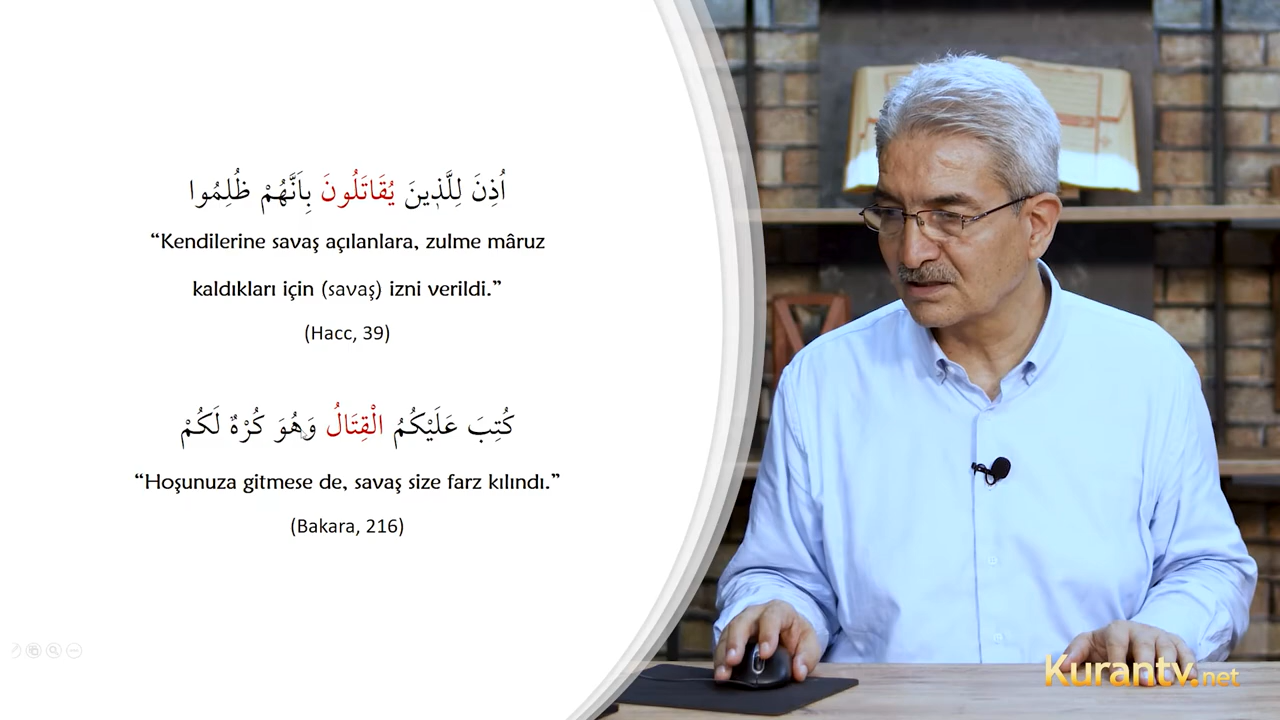 اُذِنَ لِلَّذ۪ينَ يُقَاتَلُونَ بِاَنَّهُمْ ظُلِمُوا
“Kendilerine savaş açılanlara, zulme mâruz
kaldıkları için (savaş) izni verildi.”
(Hacc, 39)
كُتِبَ عَلَيْكُمُ الْقِتَالُ وَهُوَ كُرْهٌ لَكُمْ
“Hoşunuza gitmese de, savaş size farz kılındı.”
(Bakara, 216)
Kurantv.net